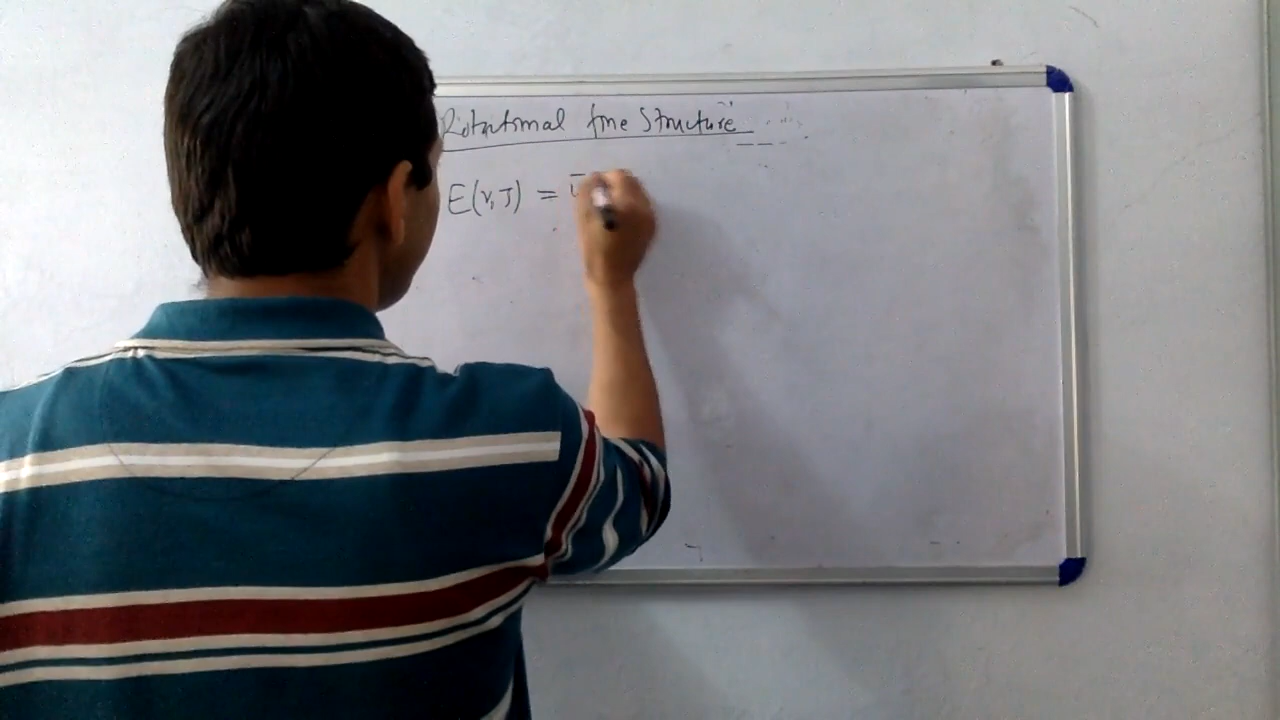 Rotational fine Structure
E(v, J) =